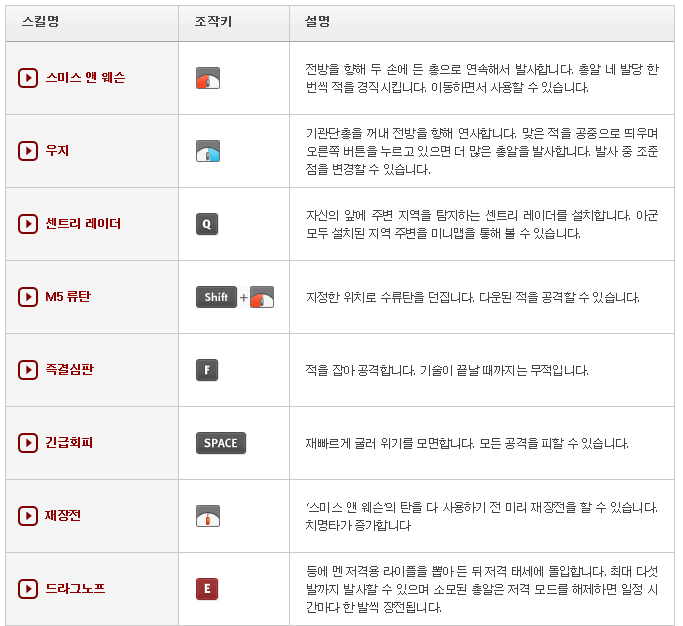 스킬명 조작키 설명
스미스 앤 웨슨
전방을 향해 두 손에 든 총으로 연속해서 발사합니다. 총알 네 발당 한
번씩 적을 경직시킵니다. 이동하면서 사용할 수 있습니다.
우지
기관단총을 꺼내 전방을 향해 연사합니다. 맞은 적을 공중으로 띄우며
오른쪽 버튼을 누르고 있으면 더 많은 총알을 발사합니다. 발사 중 조준
점을 변경할 수 있습니다.
센트리 레이더
Q
자신의 앞에 주변 지역을 탐지하는 센트리 레이더를 설치합니다. 아군
모두 설치된 지역 주변을 미니맵을 통해 볼 수 있습니다.
M5 류탄
Shift +
지정한 위치로 수류탄을 던집니다. 다운된 적을 공격할 수 있습니다.
즉결심판
F
적을 잡아 공격합니다. 기술이 끝날 때까지는 무적입니다.
긴급회피
SPACE
재빠르게 굴러 위기를 모면합니다. 모든 공격을 피할 수 있습니다.
재장전
'스미스 앤 웨슨'의 탄을 다 사용하기 전 미리 재장전을 할 수 있습니다.
치명타가 증가합니다
드라그노프
E
등에 멘 저격용 라이플을 뽑아 든 뒤 저격 태세에 돌입합니다. 최대 다섯
발까지 발사할 수 있으며 소모된 총알은 저격 모드를 해제하면 일정 시
간마다 한 발씩 장전됩니다.